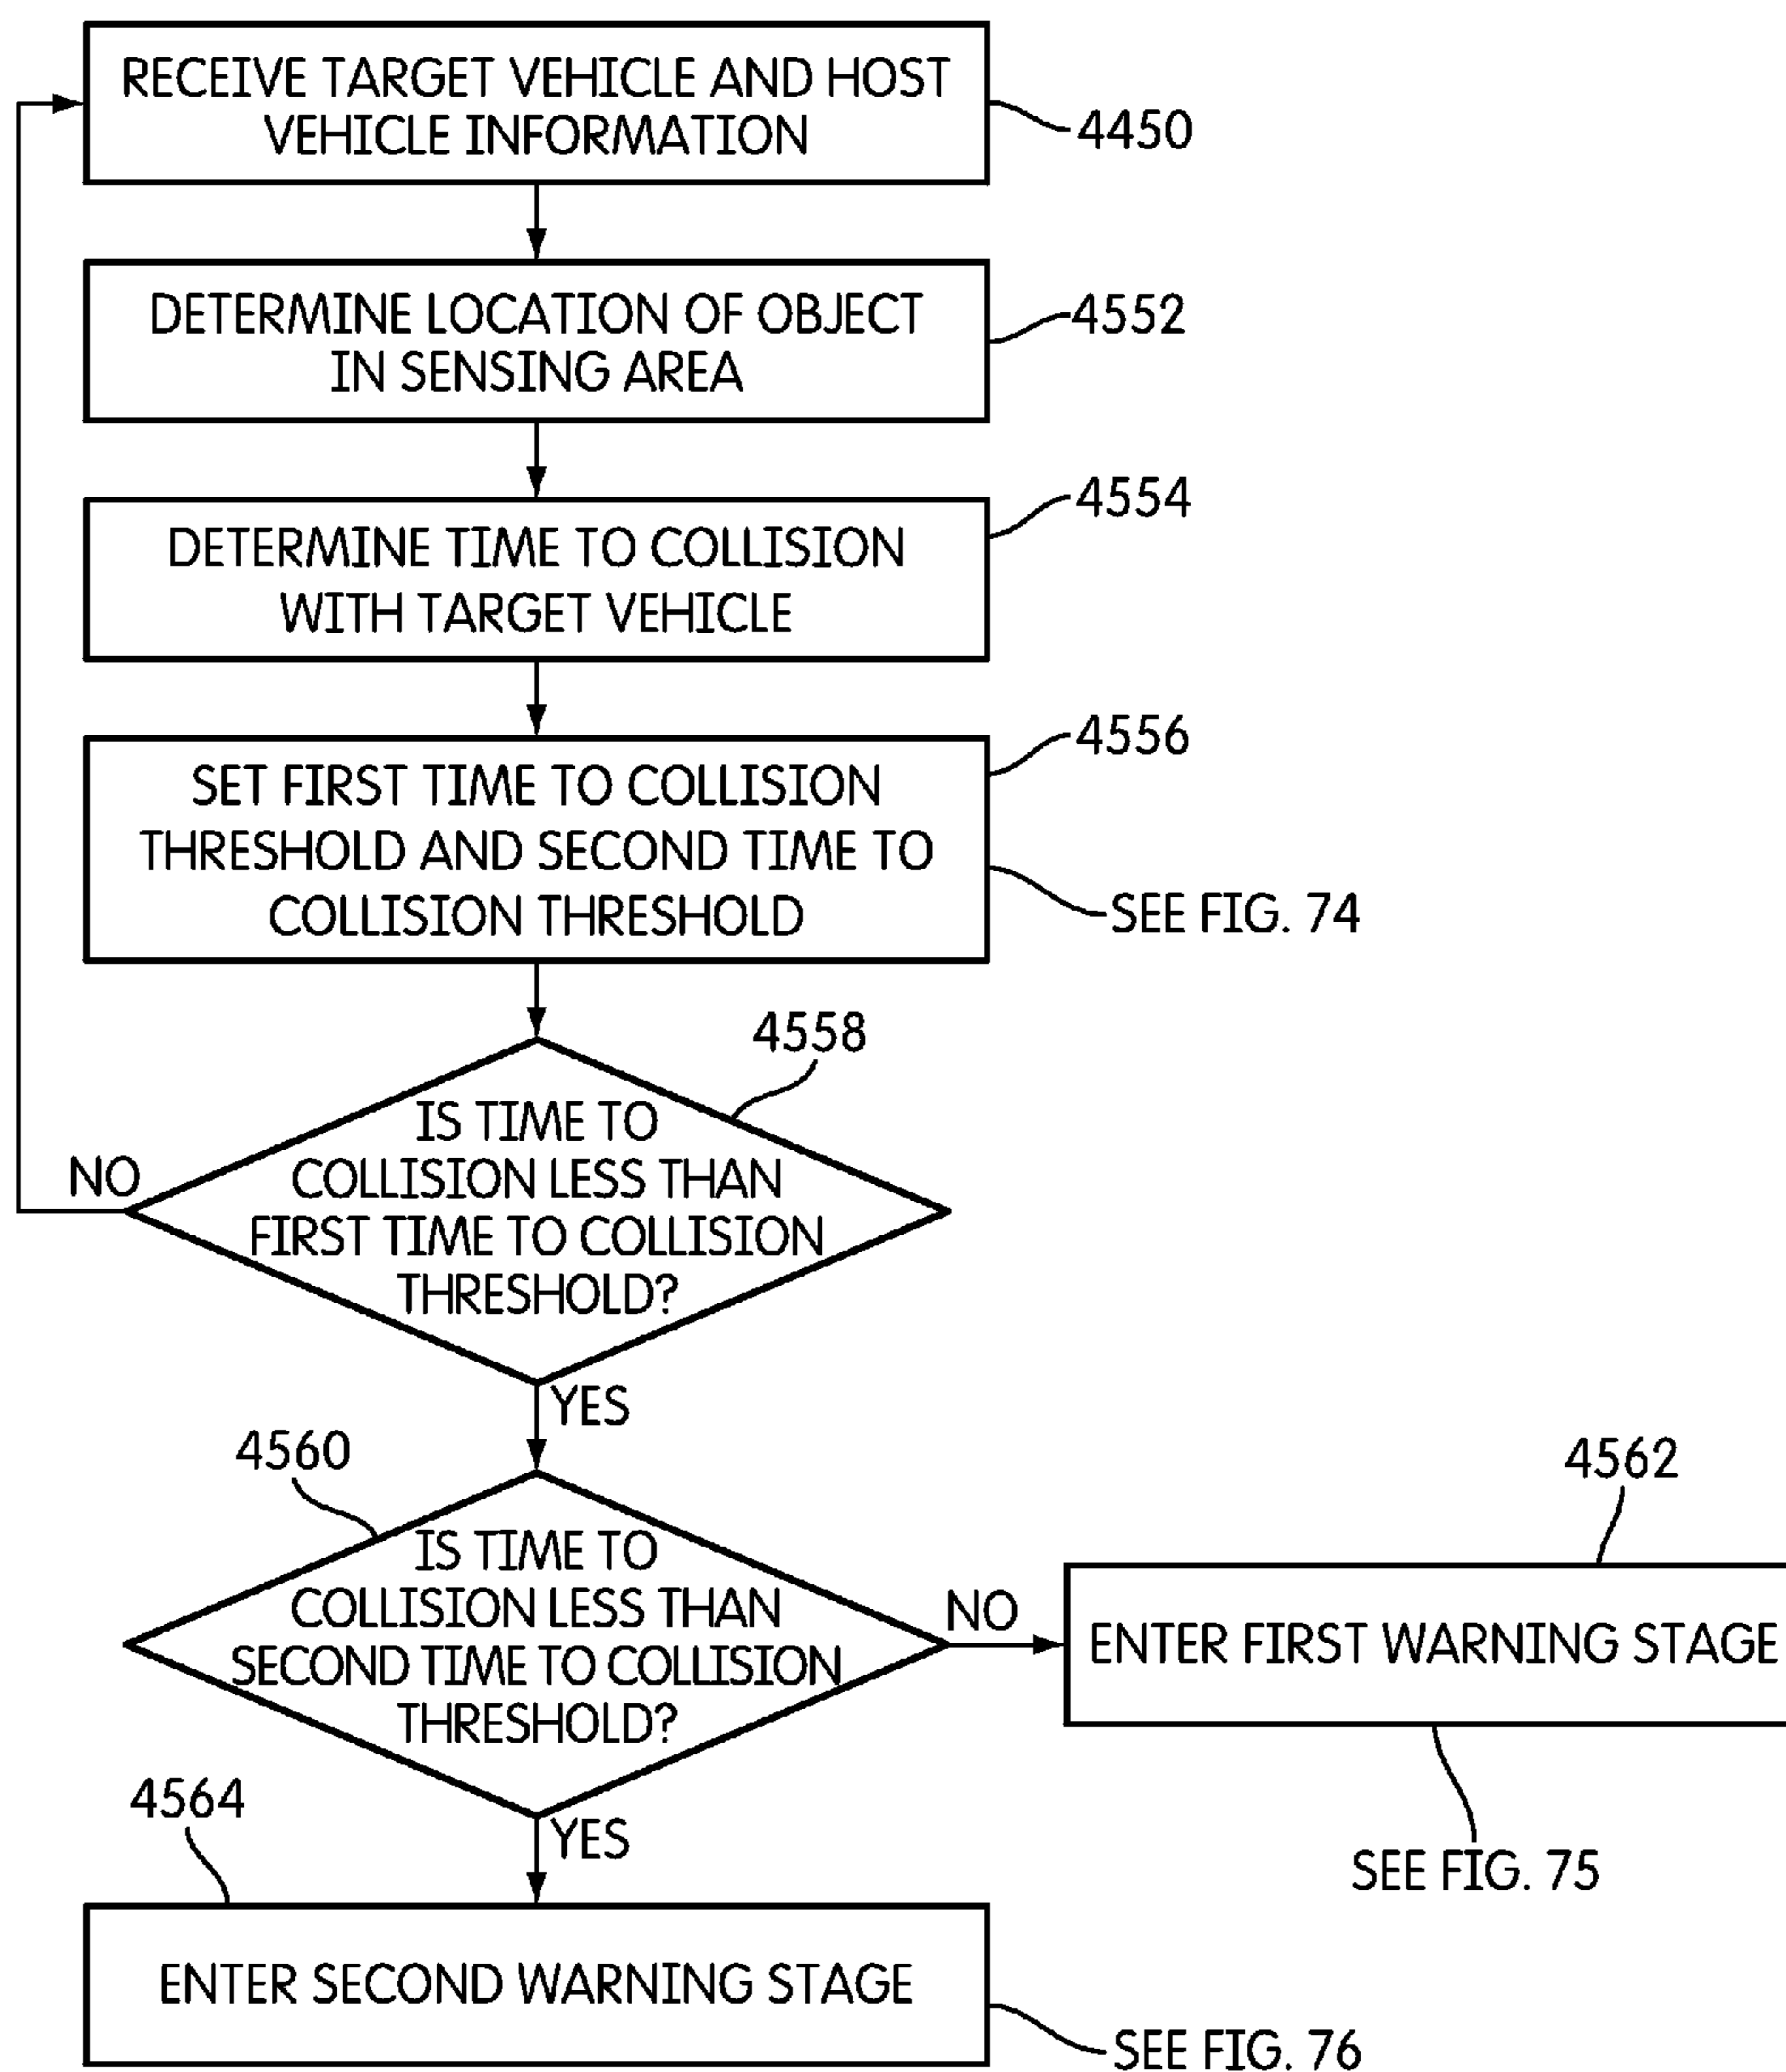 RECEIVE TARGET VEHICLE AND HOST
VEHICLE INFORMATION
4450
DETERMINE LOCATION OF OBJECT
IN SENSING AREA
4552
DETERMINE TIME TO COLLISION
WITH TARGET VEHICLE
4554
SET FIRST TIME TO COLLISION
THRESHOLD AND SECOND TIME TO
COLLISION THRESHOLD
4556
SEE FIG. 74
4558
IS TIME TO
COLLISION LESS THAN
FIRST TIME TO COLLISION
THRESHOLD?
NO
YES
4560
IS TIME TO
COLLISION LESS THAN
SECOND TIME TO COLLISION
THRESHOLD?
NO
4562
ENTER FIRST WARNING STAGE
SEE FIG. 75
YES
4564
ENTER SECOND WARNING STAGE
SEE FIG. 76